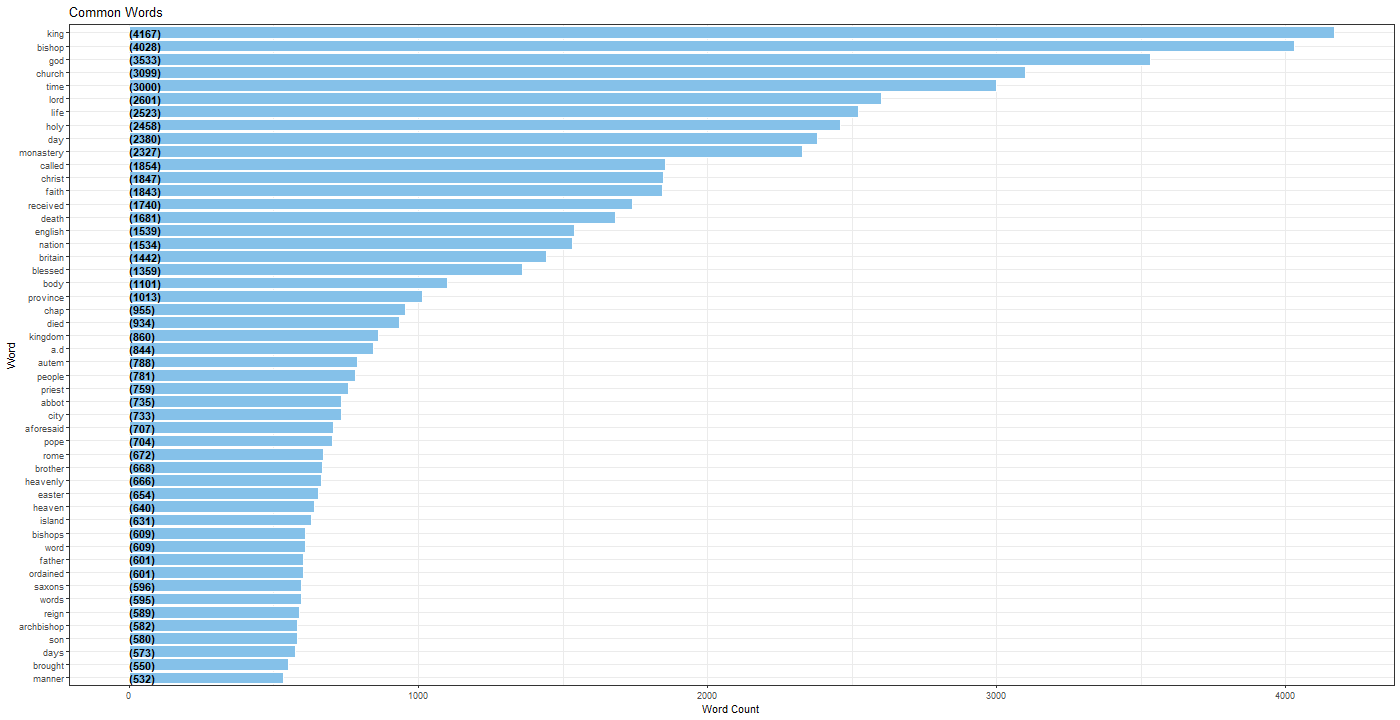 Common Words
Word
king (4167)
bishop (4028)
god (3533)
church (3099)
time (3000)
lord (2601)
life (2523)
holy (2458)
day (2380)
monastery (2327)
called (1854)
christ (1847)
faith (1843)
received (1740)
death (1681)
english (1539)
nation (1534)
britain (1442)
blessed (1359)
body (1101)
province (1013)
chap (955)
died (934)
kingdom (860)
a.d (844)
autem (788)
people (781)
priest (759)
abbot (735)
city (733)
aforesaid (707)
pope (704)
rome (672)
brother (668)
heavenly (666)
easter (654)
heaven (640)
island (631)
bishops (609)
word (609)
father (601)
ordained (601)
saxons (596)
words (595)
reign (589)
archbishop (582)
son (580)
days (573)
brought (550)
manner (532)
0 1000 2000 3000 4000
Word Count